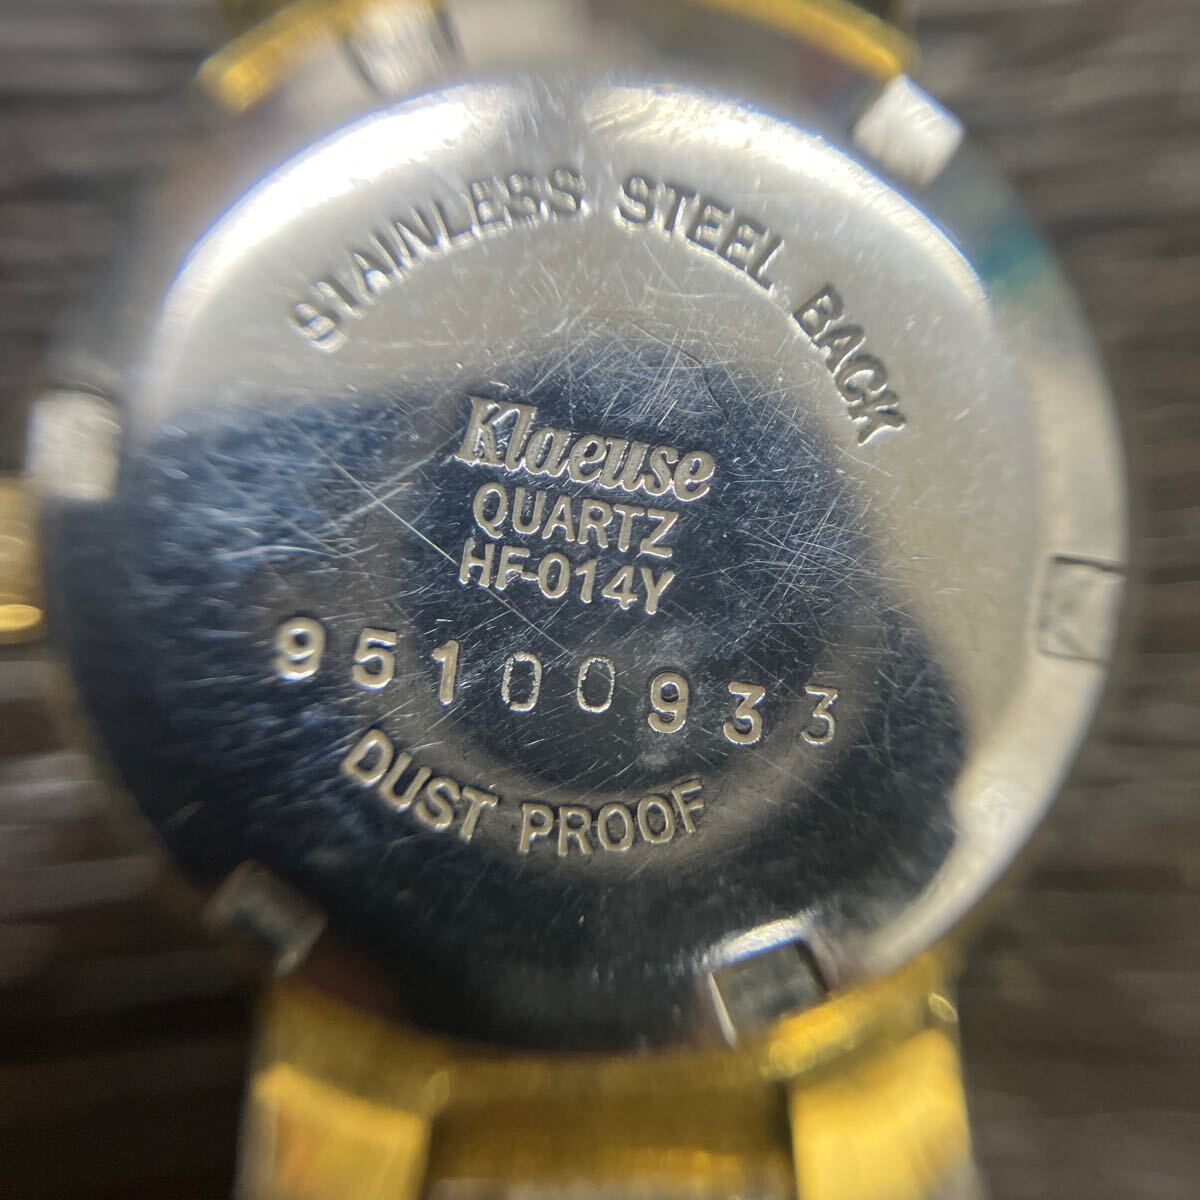 STAINLESS STEEL BACK
Klaeuse
QUARTZ
HF-014Y
95100933
DUST PROOF